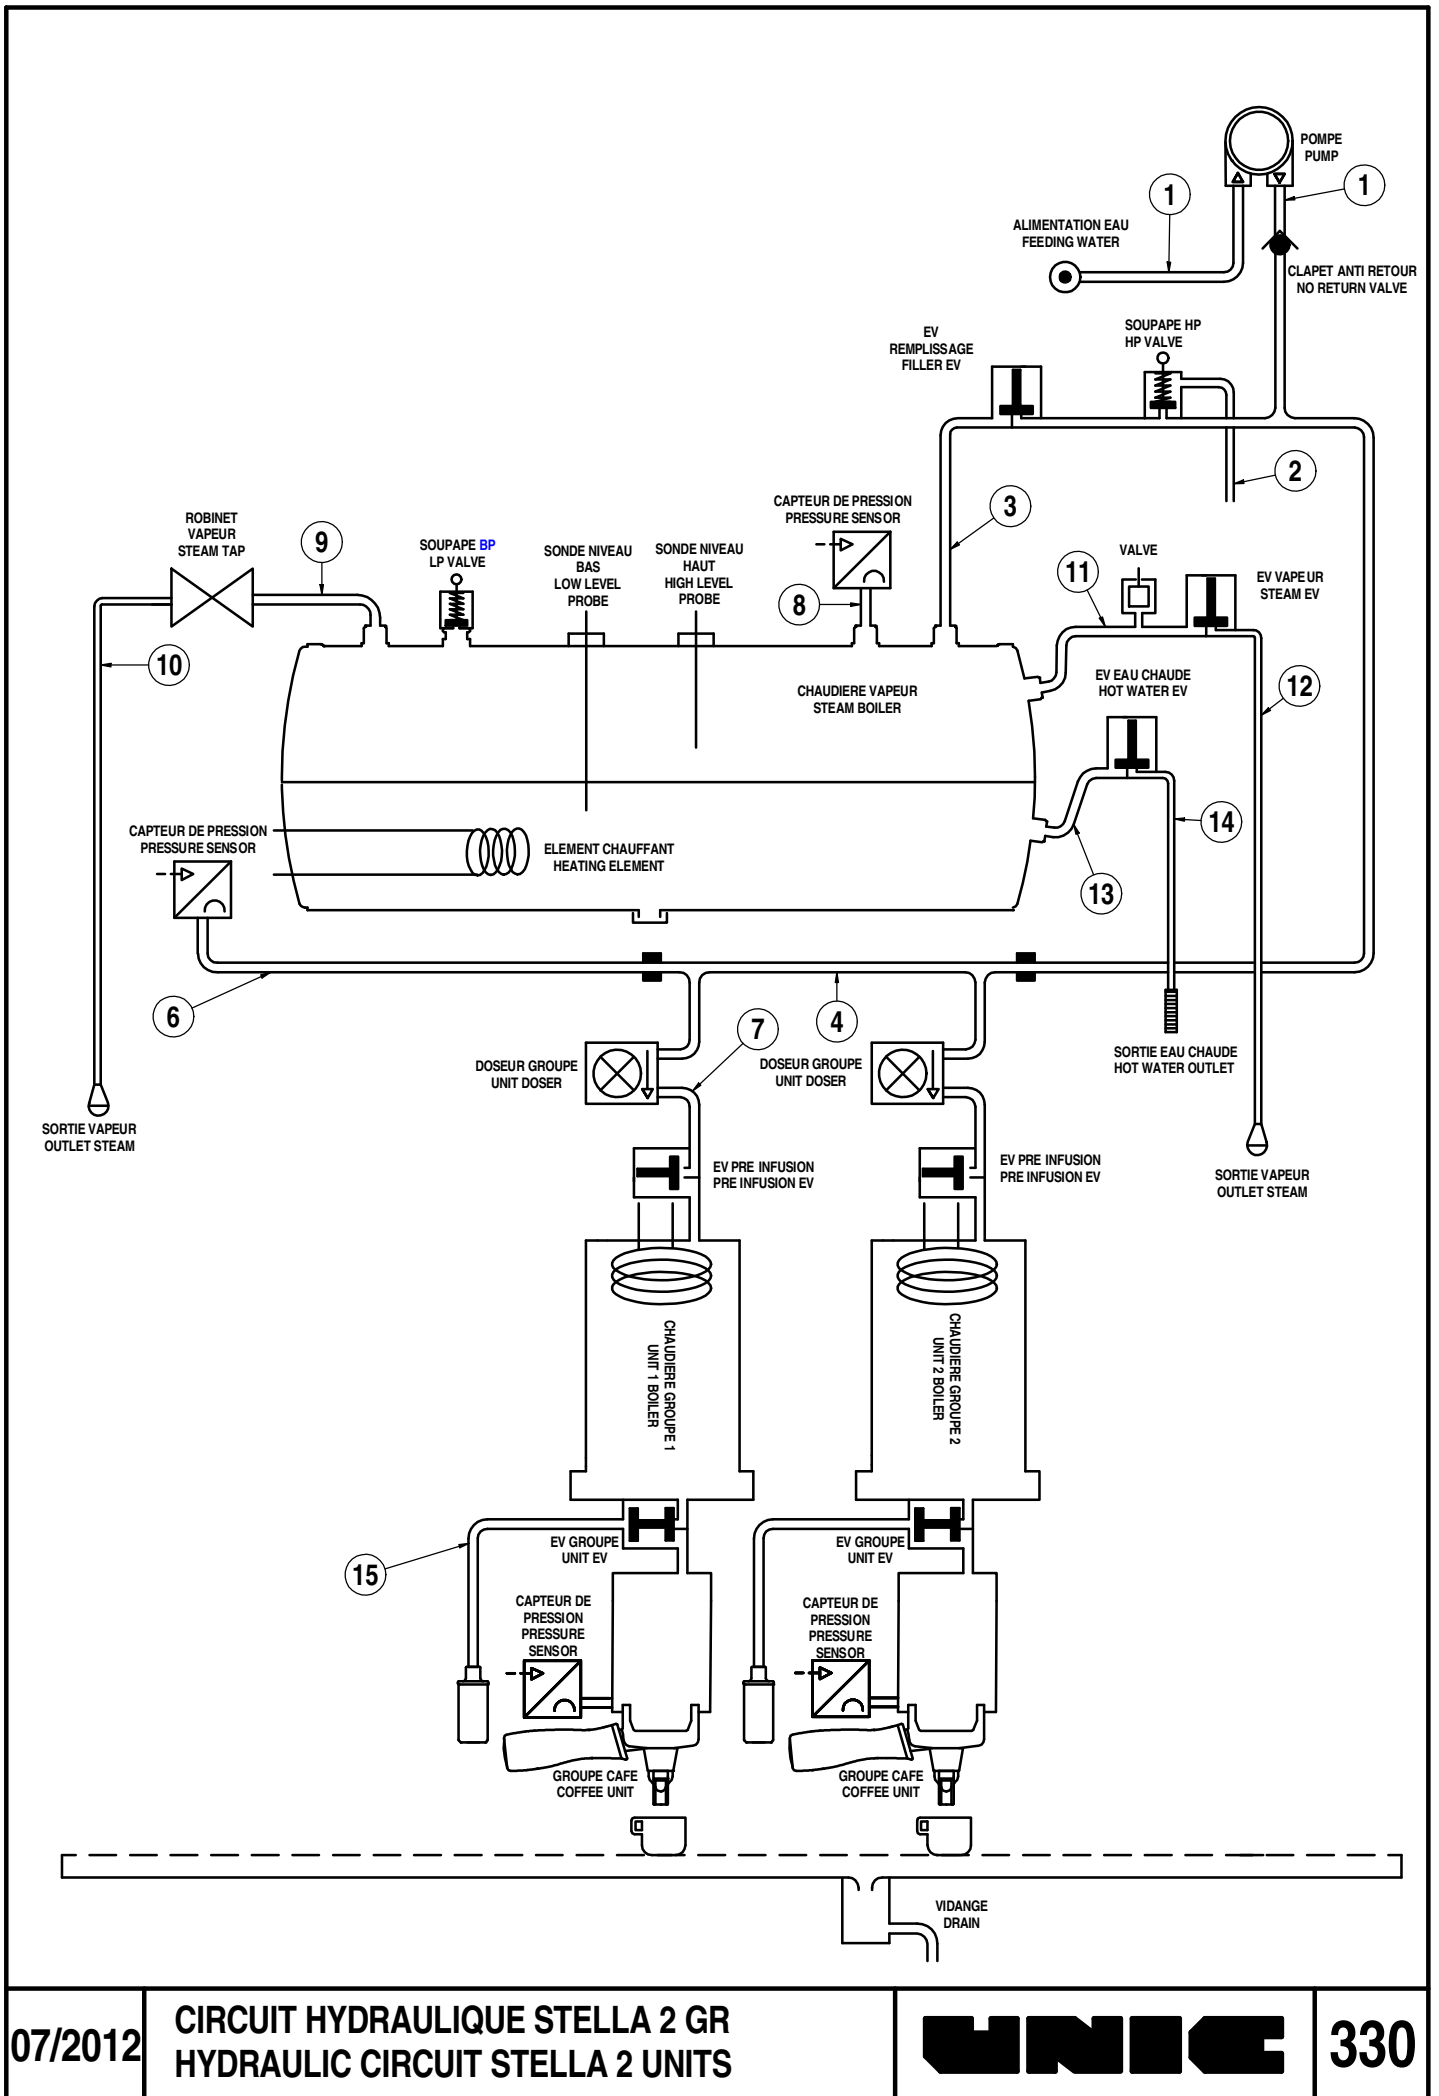 POMPE
PUMP
1
1
ALIMENTATION EAU
FEEDING WATER
CLAPET ANTI RETOUR
NO RETURN VALVE
SOUPAPE HP
HP VALVE
EV
REMPLISSAGE
FILLER EV
2
3
CAPTEUR DE PRESSION
PRESSURE SENSOR
ROBINET
VAPEUR
STEAM TAP
9
SOUPAPE BP
LP VALVE
SONDE NIVEAU
BAS
LOW LEVEL
PROBE
SONDE NIVEAU
HAUT
HIGH LEVEL
PROBE
8
11
VALVE
EV VAPEUR
STEAM EV
10
CHAUDIERE VAPEUR
STEAM BOILER
EV EAU CHAUDE
HOT WATER EV
12
CAPTEUR DE PRESSION
PRESSURE SENSOR
ELEMENT CHAUFFANT
HEATING ELEMENT
14
13
6
7
4
DOSEUR GROUPE
UNIT DOSER
DOSEUR GROUPE
UNIT DOSER
SORTIE EAU CHAUDE
HOT WATER OUTLET
SORTIE VAPEUR
OUTLET STEAM
EV PRE INFUSION
PRE INFUSION EV
EV PRE INFUSION
PRE INFUSION EV
SORTIE VAPEUR
OUTLET STEAM
CHAUDIERE GROUPE 1
UNIT 1 BOILER
CHAUDIERE GROUPE 2
UNIT 2 BOILER
EV GROUPE
UNIT EV
EV GROUPE
UNIT EV
15
CAPTEUR DE
PRESSION
PRESSURE
SENSOR
CAPTEUR DE
PRESSION
PRESSURE
SENSOR
GROUPE CAFE
COFFEE UNIT
GROUPE CAFE
COFFEE UNIT
VIDANGE
DRAIN
07/2012
CIRCUIT HYDRAULIQUE STELLA 2 GR
HYDRAULIC CIRCUIT STELLA 2 UNITS
UNIC
330